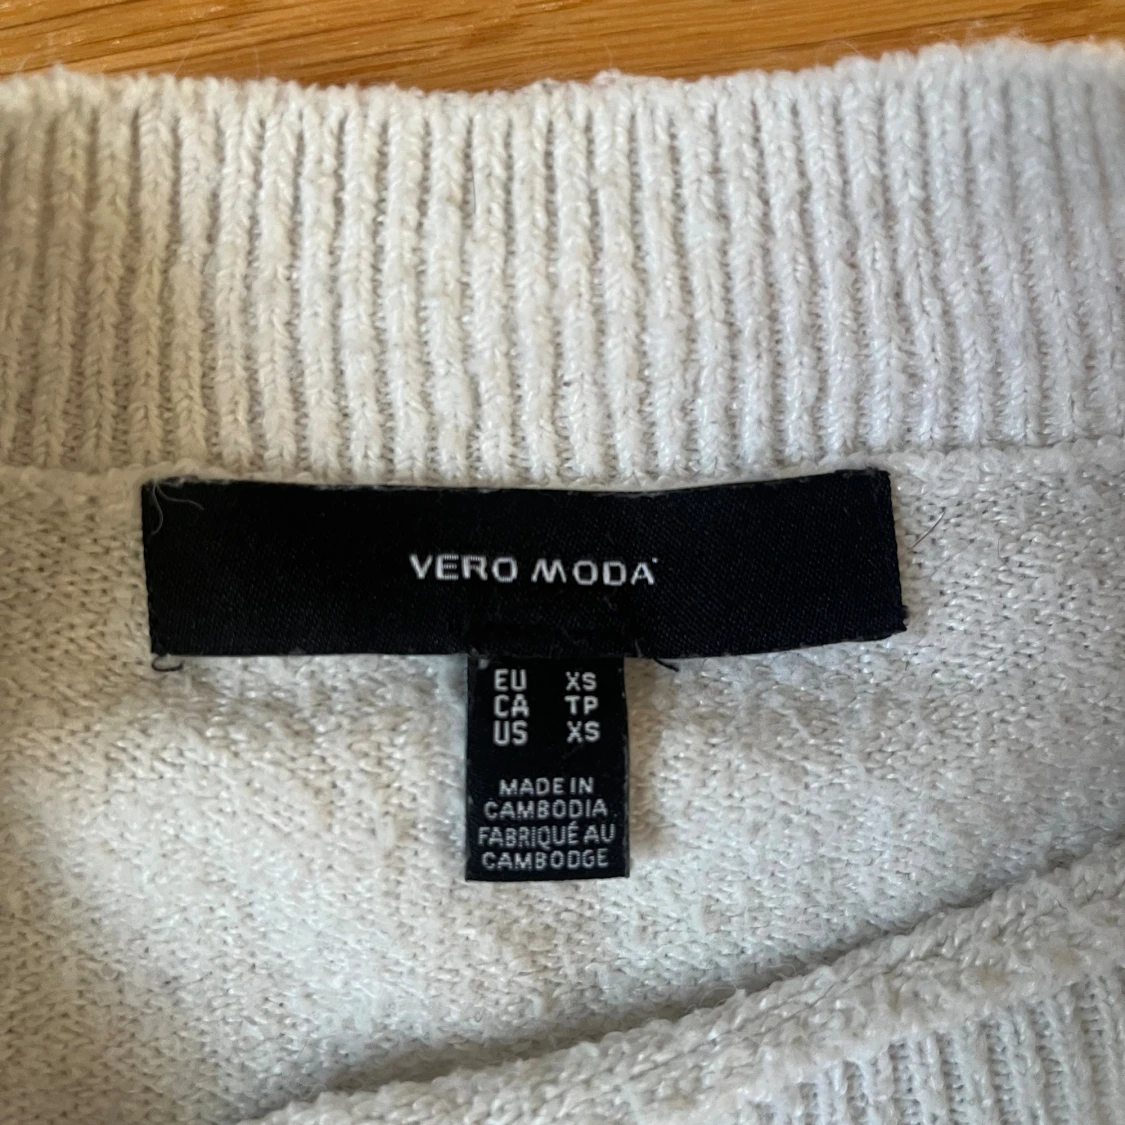 VERO MODA
EU XS
CA TP
US XS
MADE IN
CAMBODIA
FABRIQUÉ AU
CAMBODGE